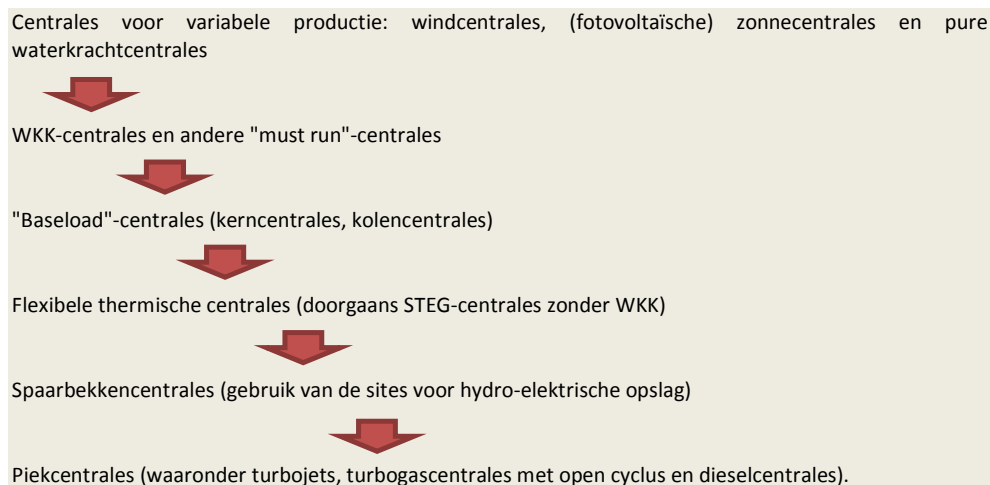 Centrales voor variabele productie: windcentrales, (fotovoltaïsche) zonnecentrales en pure
waterkrachtcentrales
WKK-centrales en andere "must run"-centrales
"Baseload"-centrales (kerncentrales, kolencentrales)
Flexibele thermische centrales (doorgaans STEG-centrales zonder WKK)
Spaarbekkencentrales (gebruik van de sites voor hydro-elektrische opslag)
Piekcentrales (waaronder turbojets, turbogascentrales met open cyclus en dieselcentrales).